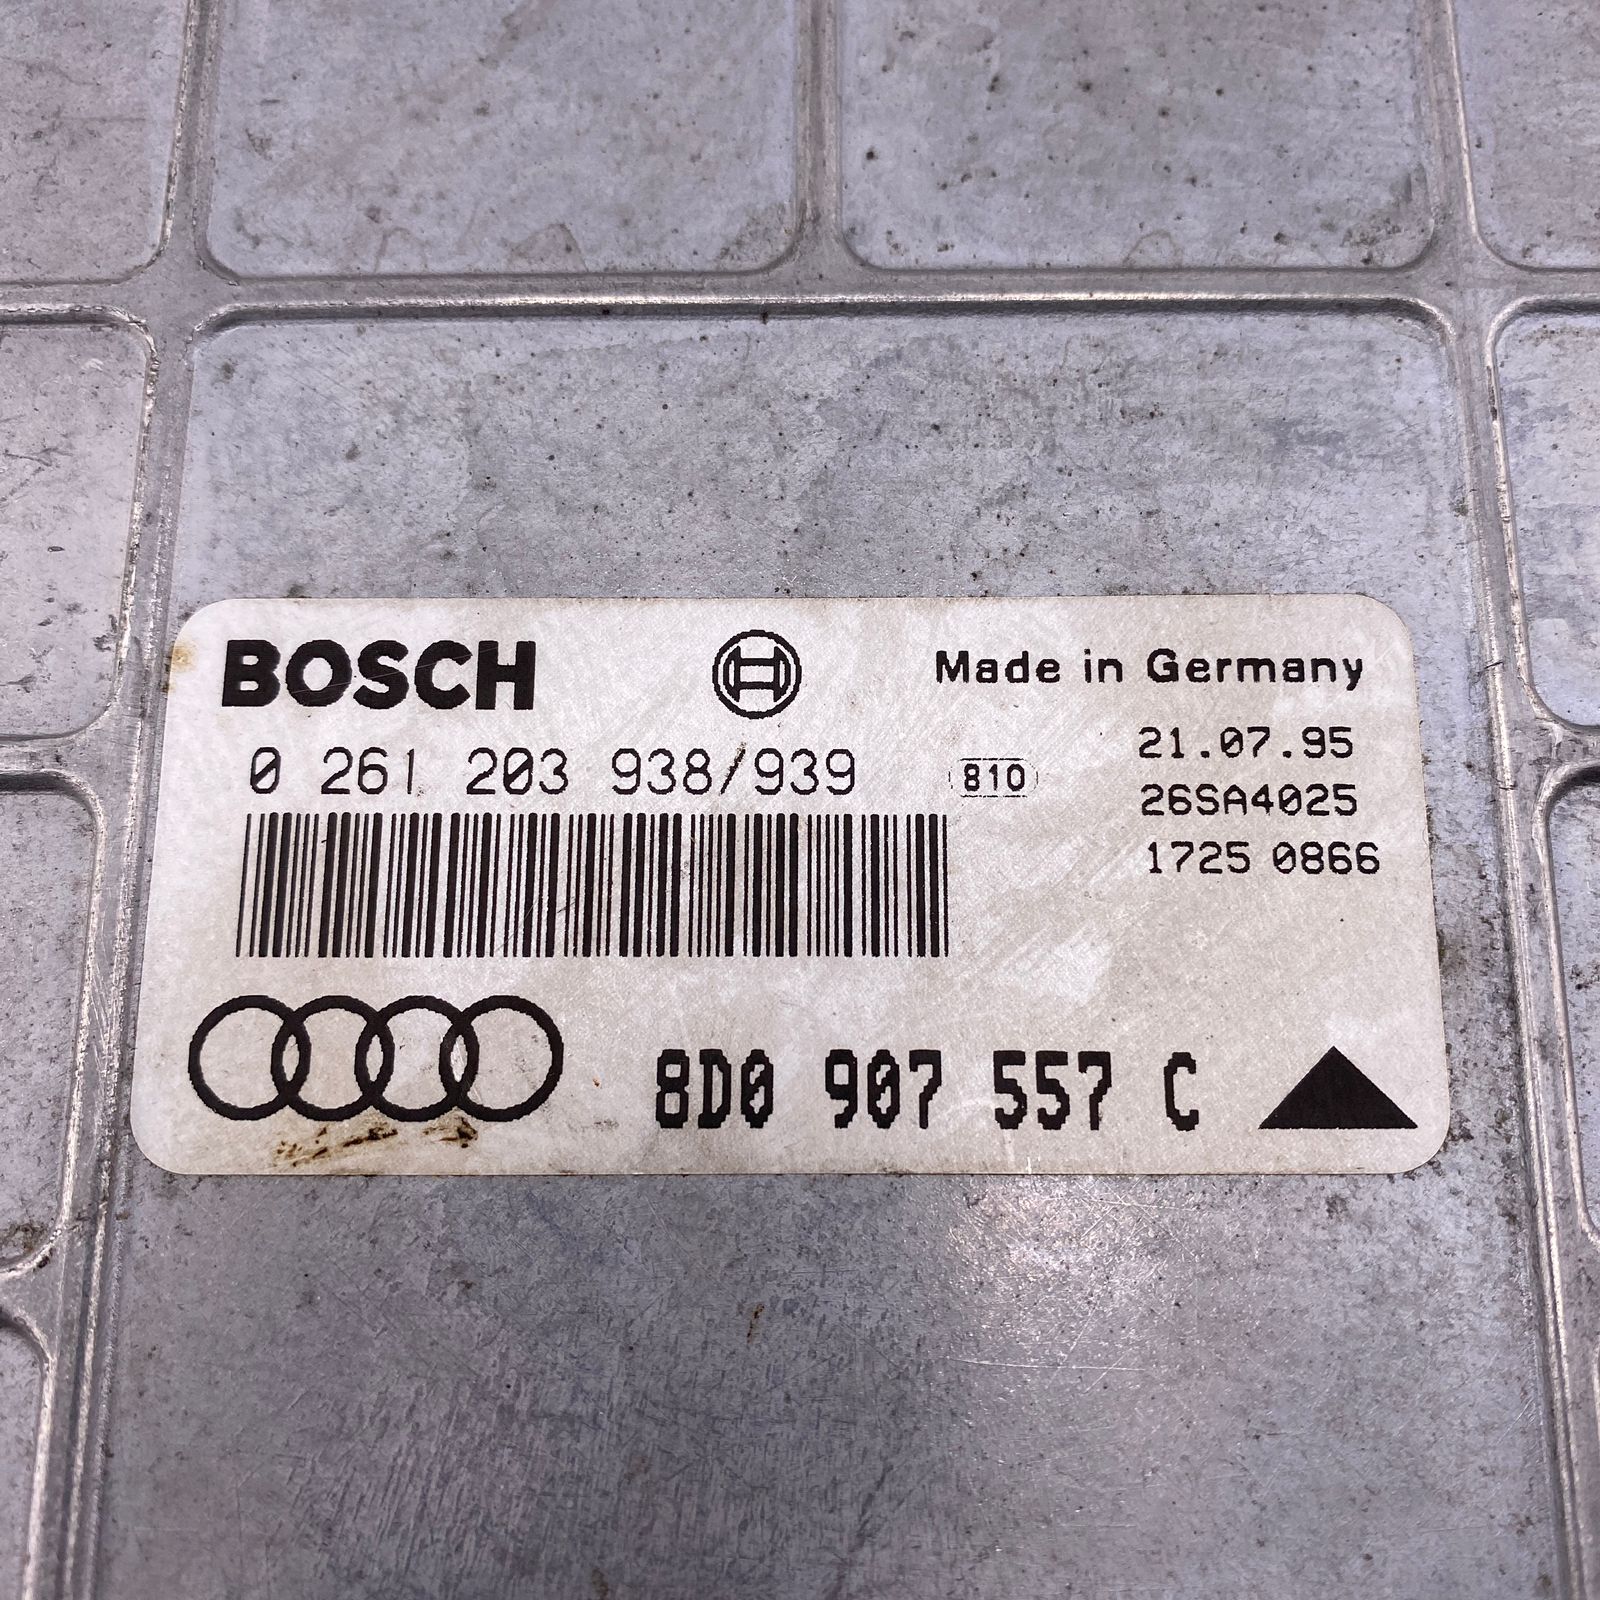 BOSCH
Made in Germany
0 261 203 938/939
810
21.07.95
26SA4025
1725 0866
8D0 907 557 C